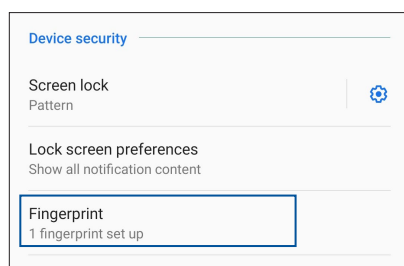 Device security
Screen lock
Pattern
Lock screen preferences
Show all notification content
Fingerprint
1 fingerprint set up